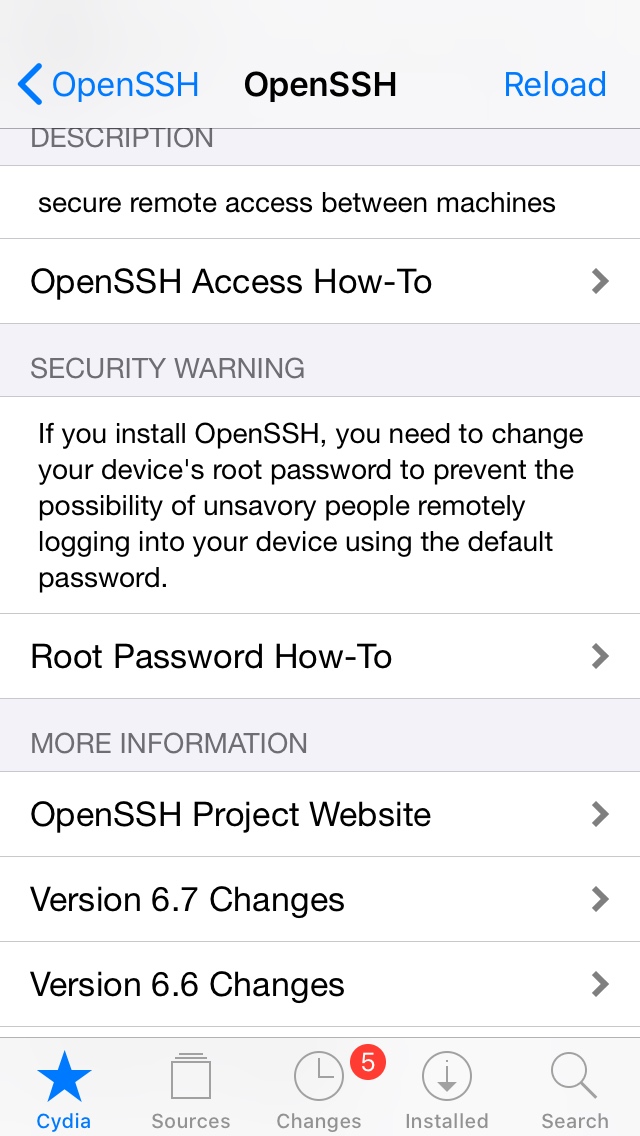 OpenSSH OpenSSH Reload
DESCRIPTION
secure remote access between machines
OpenSSH Access How-To
SECURITY WARNING
If you install OpenSSH, you need to change
your device's root password to prevent the
possibility of unsavory people remotely
logging into your device using the default
password.
Root Password How-To
MORE INFORMATION
OpenSSH Project Website
Version 6.7 Changes
Version 6.6 Changes
5
Cydia Sources Changes Installed Search